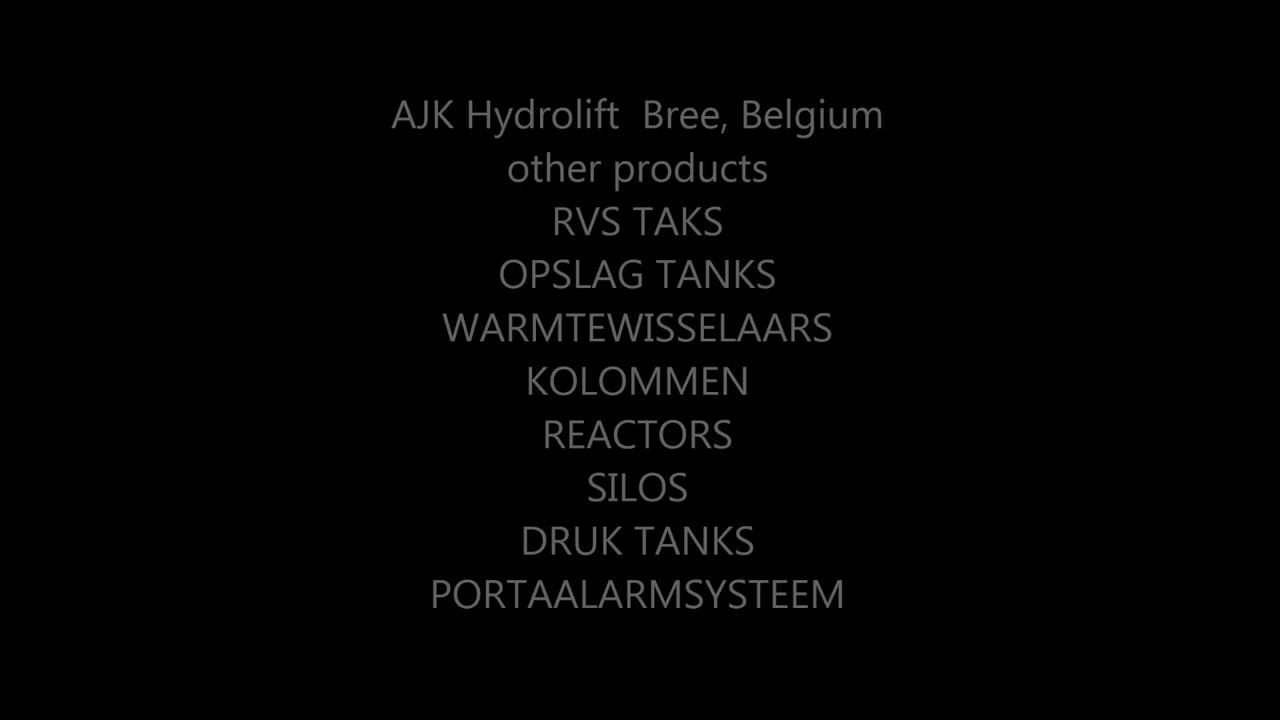 AJK Hydrolift  Bree, Belgium
other products
RVS TAKS
OPSLAG TANKS
WARMTEWISSELAARS
KOLOMMEN
REACTORS
SILOS
DRUK TANKS
PORTAALARMSYSTEEM